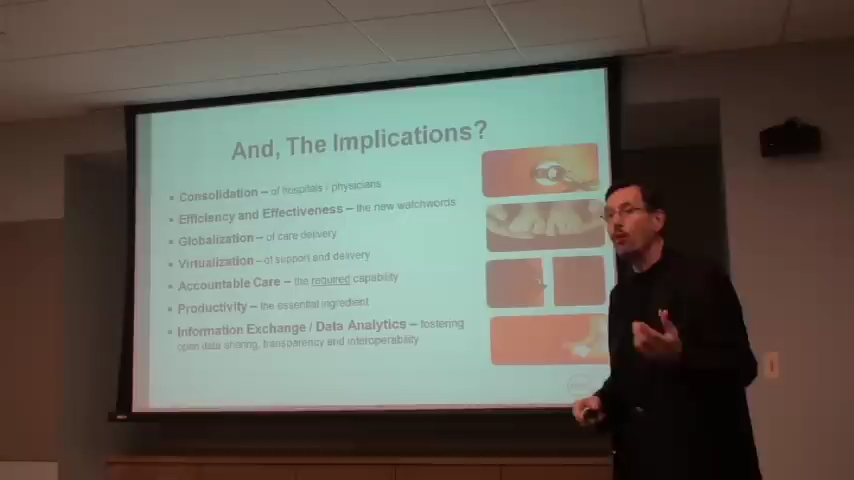 And, The Implications?
▪ Consolidation – of hospitals / physicians
▪ Efficiency and Effectiveness – the new watchwords
▪ Globalization – of care delivery
▪ Virtualization – of support and delivery
▪ Accountable Care – the required capability
▪ Productivity – the essential ingredient
▪ Information Exchange / Data Analytics – fostering
open data sharing, transparency and interoperability